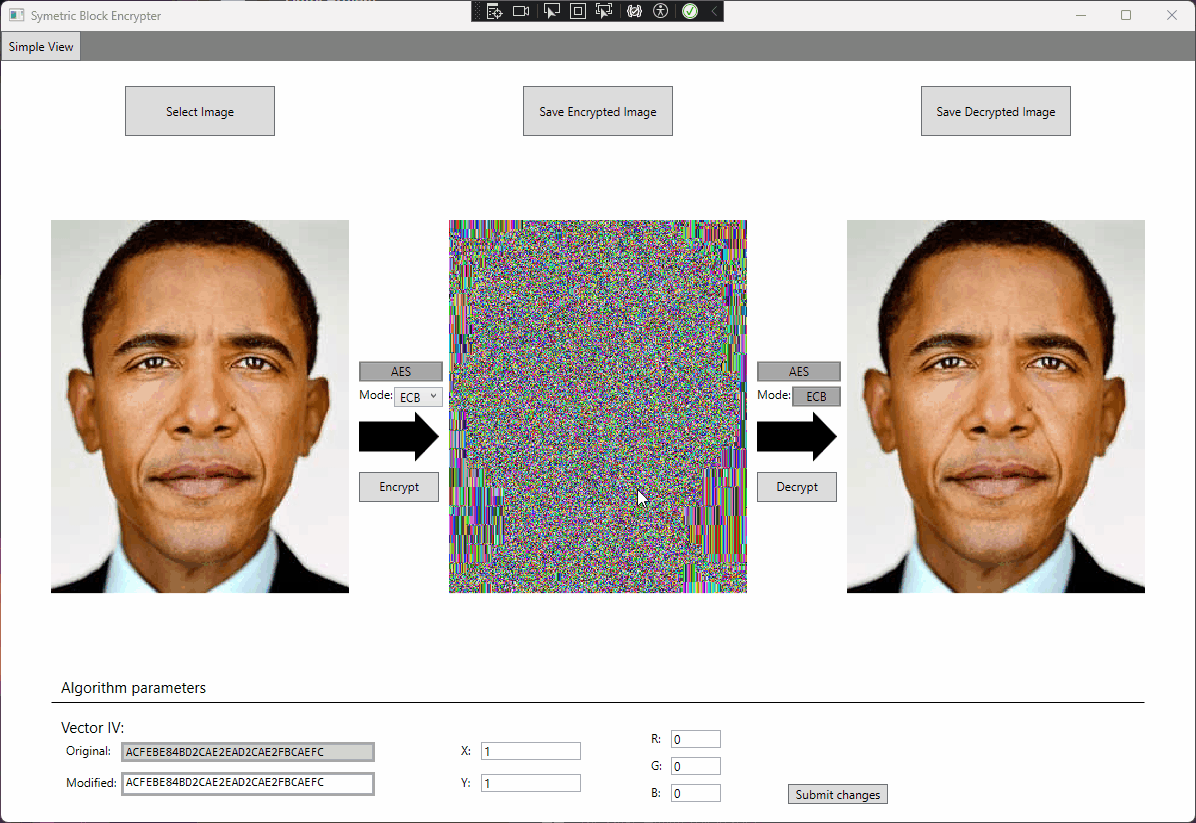 Symetric Block Encrypter
Simple View
Select Image
Save Encrypted Image
Save Decrypted Image
AES
Mode: ECB
Encrypt
AES
Mode: ECB
Decrypt
Algorithm parameters
Vector IV:
Original: ACFEBE84BD2CAE2EAD2CAE2FBCAEFC
Modified: ACFEBE84BD2CAE2EAD2CAE2FBCAEFC
X: 1
Y: 1
R: 0
G: 0
B: 0
Submit changes